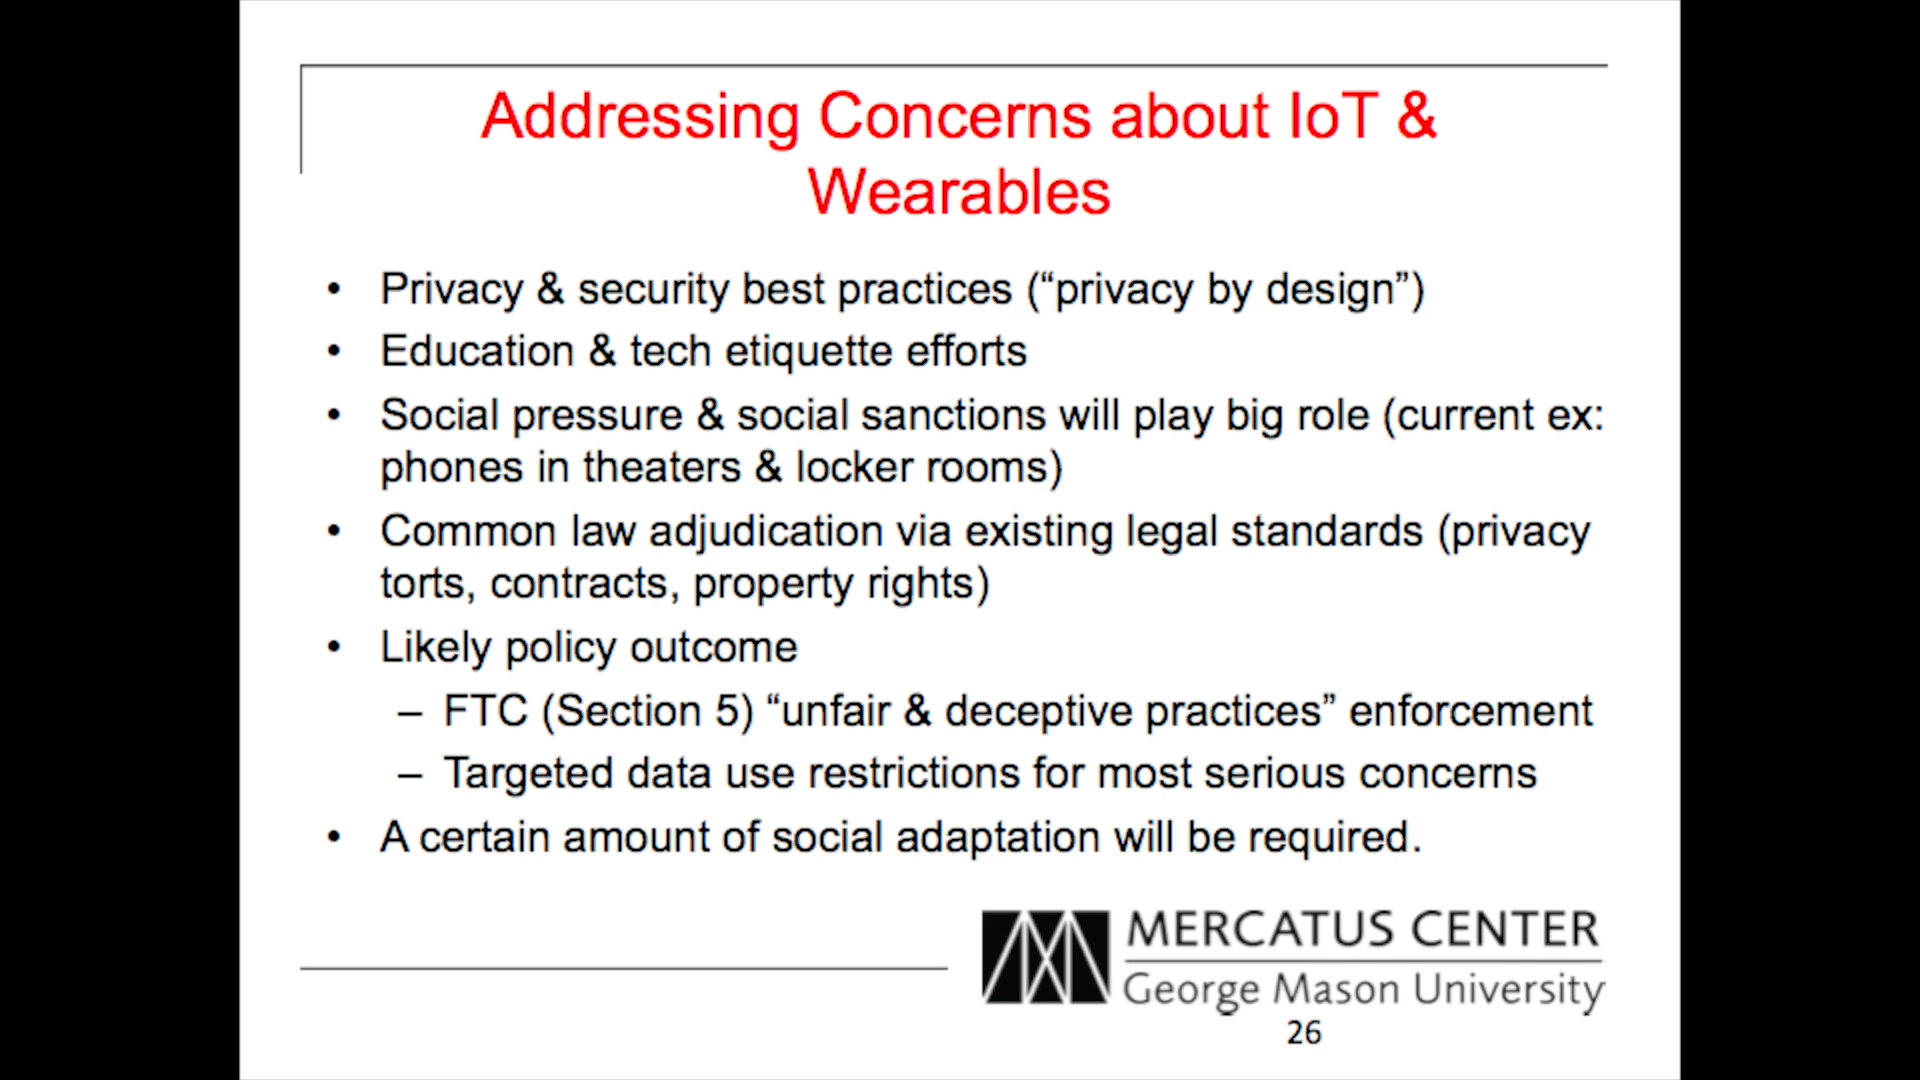 Addressing Concerns about IoT &
Wearables
• Privacy & security best practices (“privacy by design”)
• Education & tech etiquette efforts
• Social pressure & social sanctions will play big role (current ex:
phones in theaters & locker rooms)
• Common law adjudication via existing legal standards (privacy
torts, contracts, property rights)
• Likely policy outcome
– FTC (Section 5) “unfair & deceptive practices” enforcement
– Targeted data use restrictions for most serious concerns
• A certain amount of social adaptation will be required.
MERCATUS CENTER
George Mason University
26